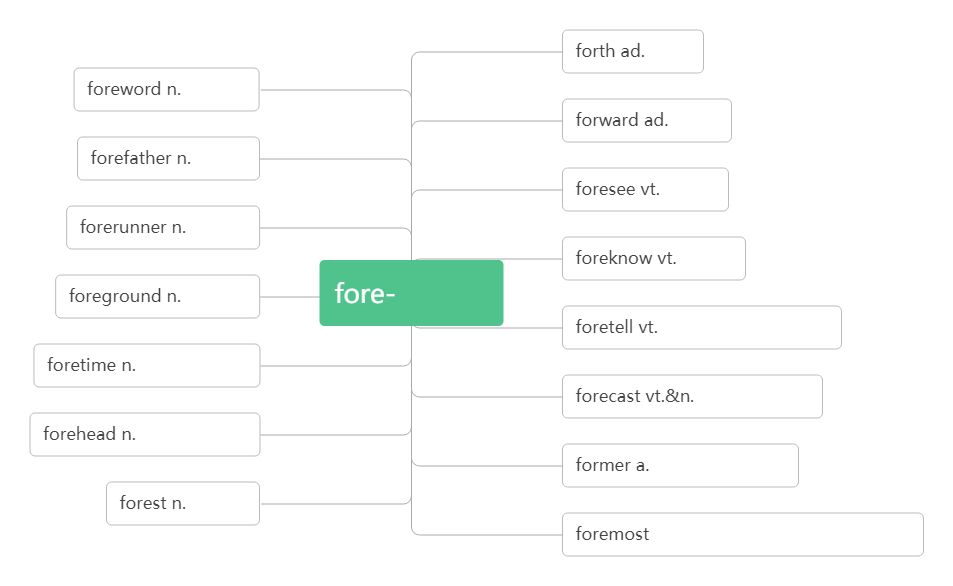 fore-
forth ad.
forward ad.
foresee vt.
foreknow vt.
foretell vt.
forecast vt.&n.
former a.
foremost
foreword n.
forefather n.
forerunner n.
foreground n.
foretime n.
forehead n.
forest n.